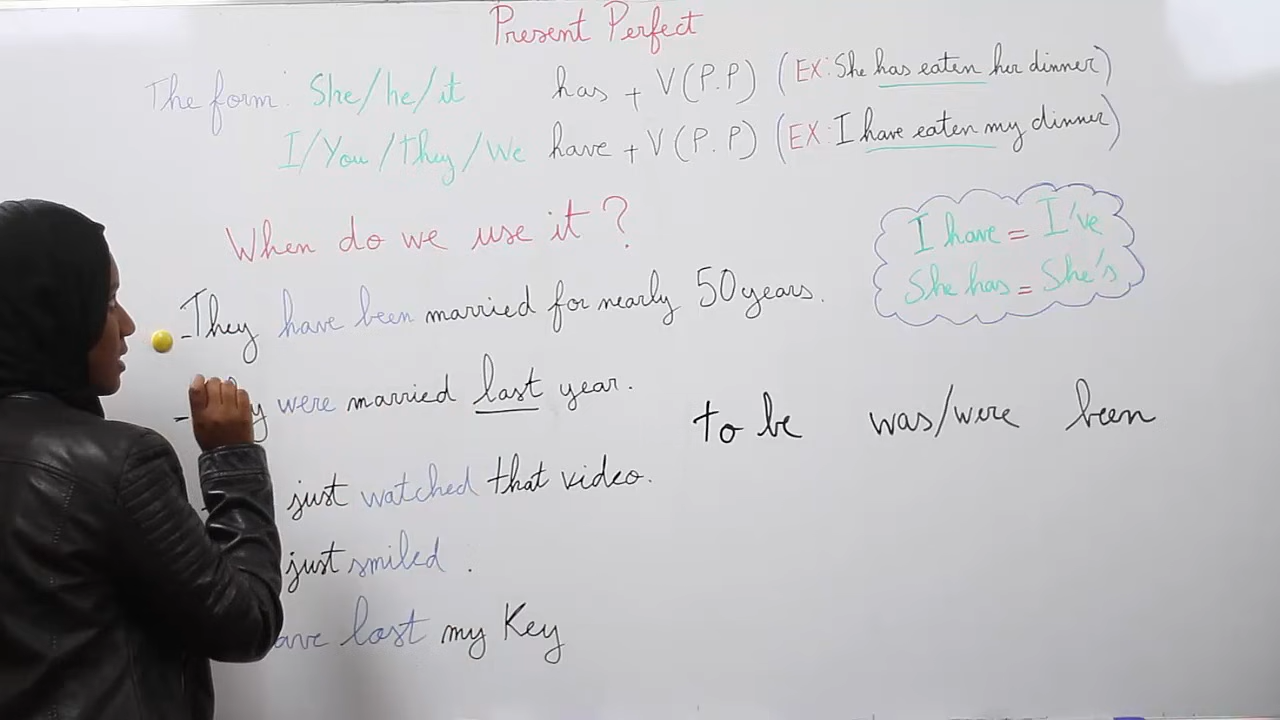 Present Perfect
The form: She/he/it has + V(P.P) (EX: She has eaten her dinner)
I/You/They/We have + V(P.P) (EX: I have eaten my dinner)
When do we use it?
I have = I've
She has = She's
- They have been married for nearly 50 years.
- were married last year.
to be was/were been
just watched that video.
just smiled.
lost my Key